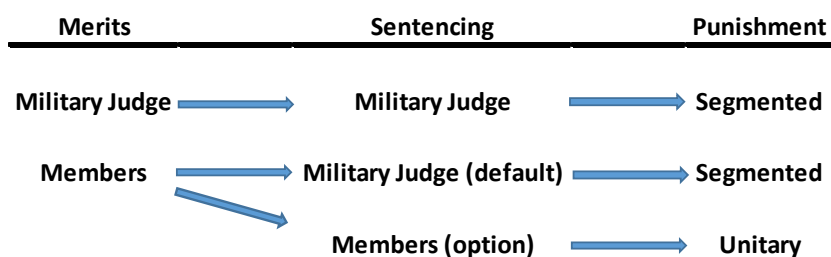 Merits Sentencing Punishment
Military Judge Military Judge Segmented
Members Military Judge (default) Segmented
Members (option) Unitary